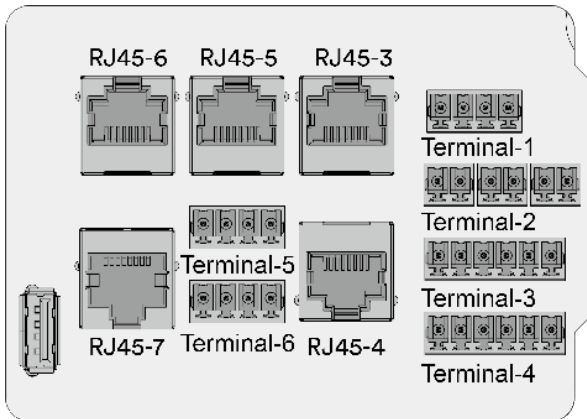 RJ45-6 RJ45-5 RJ45-3
Terminal-1
Terminal-2
Terminal-5
Terminal-3
RJ45-7 Terminal-6 RJ45-4
Terminal-4